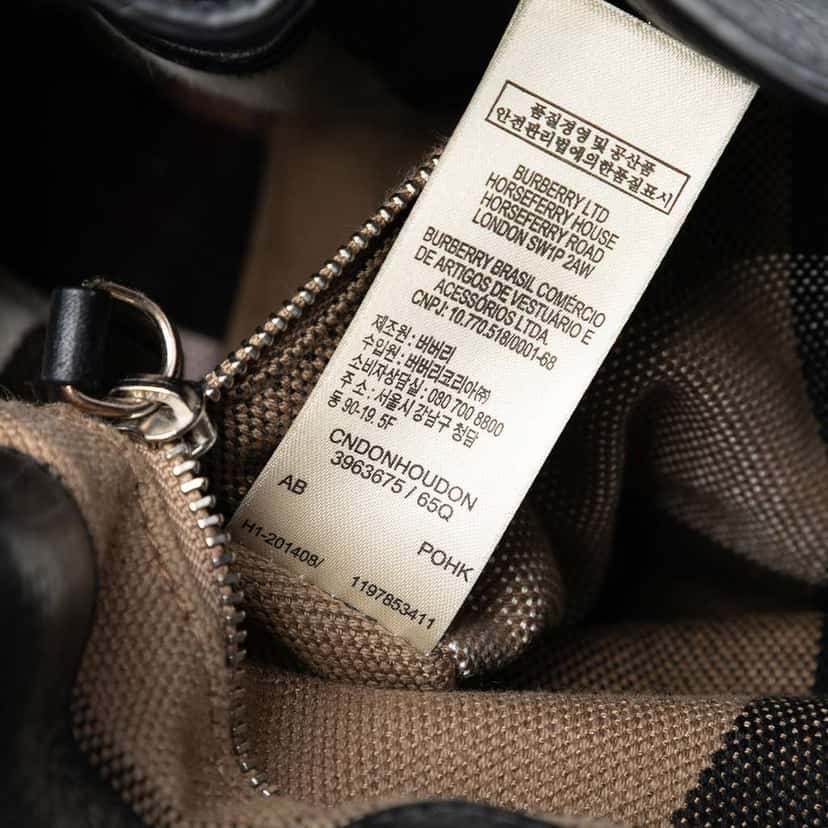 품질경영 및 공산품
안전관리법에의한품질표시
BURBERRY LTD
HORSEFERRY HOUSE
HORSEFERRY ROAD
LONDON SW1P 2AW
BURBERRY BRASIL COMÉRCIO
DE ARTIGOS DE VESTUÁRIO E
ACESSÓRIOS LTDA.
CNPJ: 10.770.518/0001-68
제조원 : 버버리
수입원 : 버버리코리아㈜
소비자상담실 : 080 700 8800
주 소 : 서울시 강남구 청담
동 90-19.5F
CNDONHOUDON
3963675 / 65Q
AB
POHK
H1-201408/
1197853411